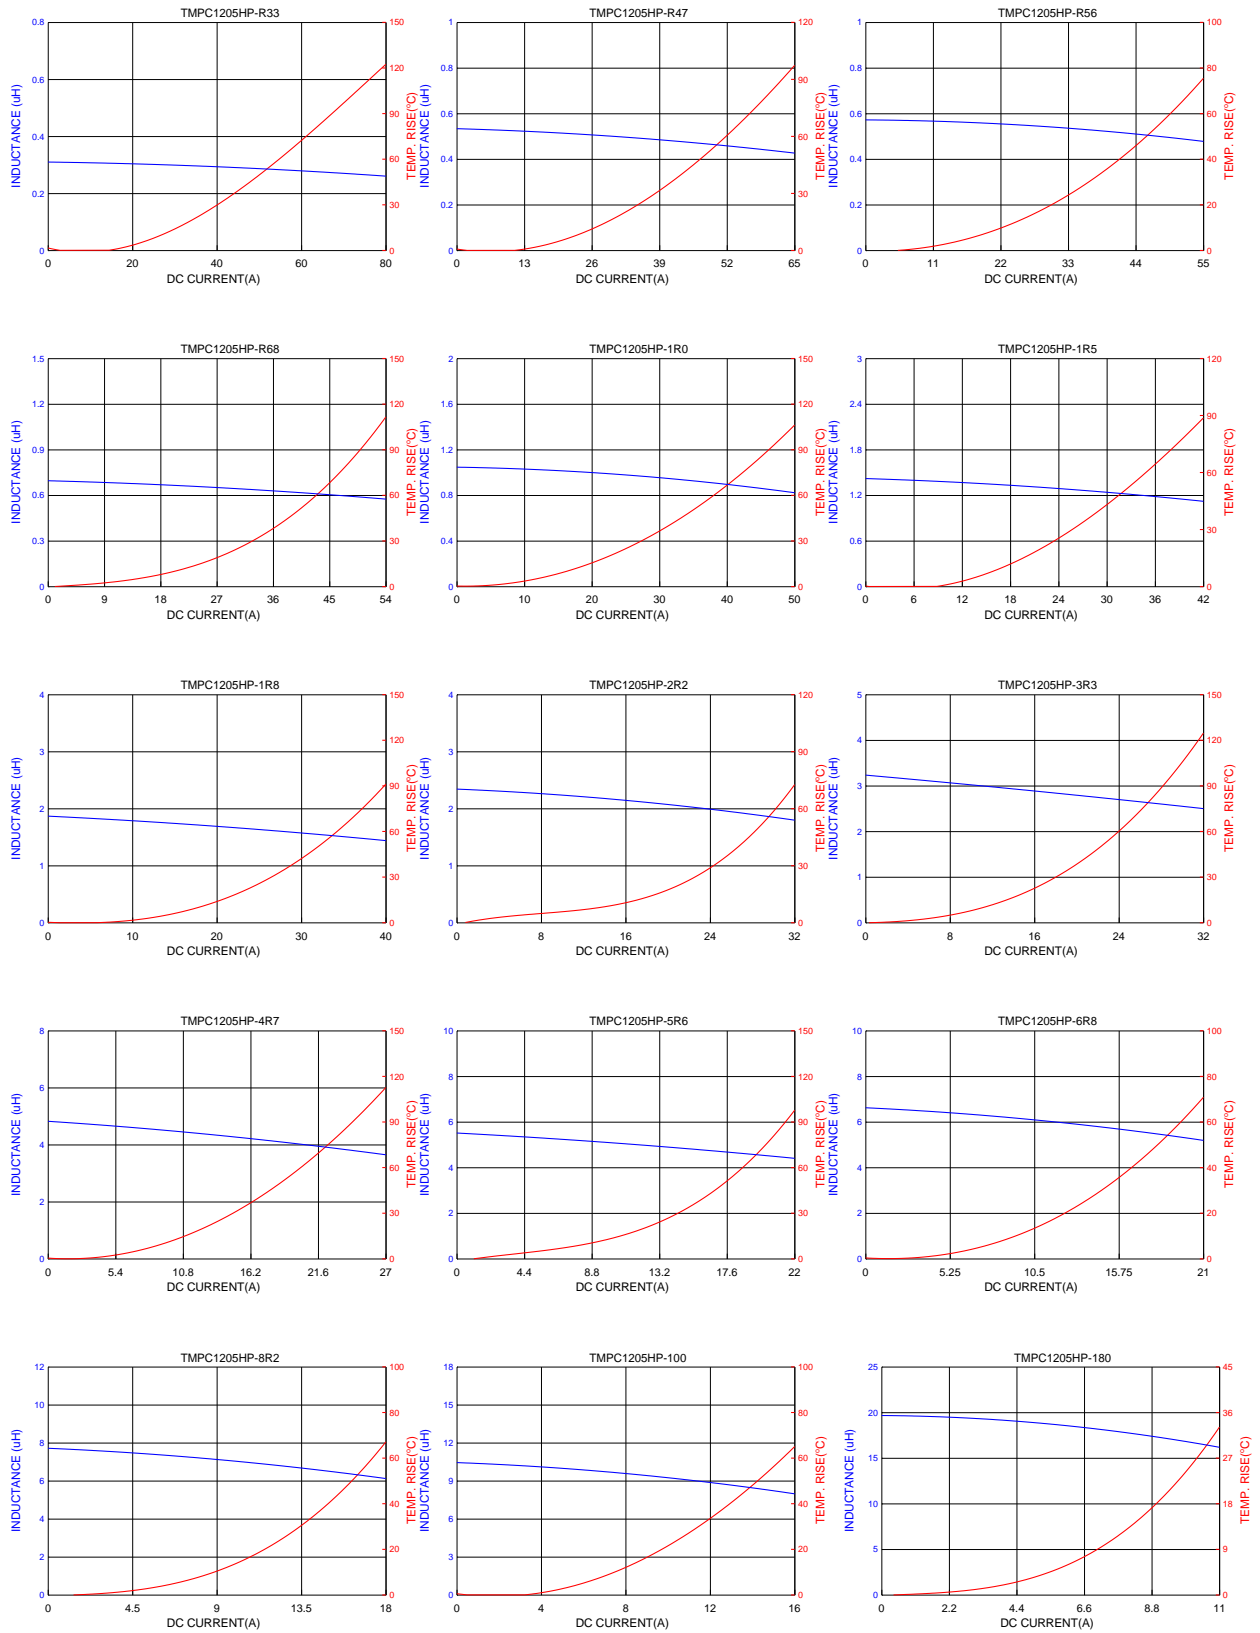 TMPC1205HP-R33
0.8
0.6
0.4
0.2
0
INDUCTANCE (uH)
0 20 40 60 80
DC CURRENT(A)
150
120
90
60
30
0
TEMP. RISE(°C)
TMPC1205HP-R47
1
0.8
0.6
0.4
0.2
0
INDUCTANCE (uH)
0 13 26 39 52 65
DC CURRENT(A)
120
90
60
30
0
TEMP. RISE(°C)
TMPC1205HP-R56
1
0.8
0.6
0.4
0.2
0
INDUCTANCE (uH)
0 11 22 33 44 55
DC CURRENT(A)
100
80
60
40
20
0
TEMP. RISE(°C)
TMPC1205HP-R68
1.5
1.2
0.9
0.6
0.3
0
INDUCTANCE (uH)
0 9 18 27 36 45 54
DC CURRENT(A)
150
120
90
60
30
0
TEMP. RISE(°C)
TMPC1205HP-1R0
2
1.6
1.2
0.8
0.4
0
INDUCTANCE (uH)
0 10 20 30 40 50
DC CURRENT(A)
150
120
90
60
30
0
TEMP. RISE(°C)
TMPC1205HP-1R5
3
2.4
1.8
1.2
0.6
0
INDUCTANCE (uH)
0 6 12 18 24 30 36 42
DC CURRENT(A)
120
90
60
30
0
TEMP. RISE(°C)
TMPC1205HP-1R8
4
3
2
1
0
INDUCTANCE (uH)
0 10 20 30 40
DC CURRENT(A)
150
120
90
60
30
0
TEMP. RISE(°C)
TMPC1205HP-2R2
4
3
2
1
0
INDUCTANCE (uH)
0 8 16 24 32
DC CURRENT(A)
120
90
60
30
0
TEMP. RISE(°C)
TMPC1205HP-3R3
5
4
3
2
1
0
INDUCTANCE (uH)
0 8 16 24 32
DC CURRENT(A)
150
120
90
60
30
0
TEMP. RISE(°C)
TMPC1205HP-4R7
8
6
4
2
0
INDUCTANCE (uH)
0 5.4 10.8 16.2 21.6 27
DC CURRENT(A)
150
120
90
60
30
0
TEMP. RISE(°C)
TMPC1205HP-5R6
10
8
6
4
2
0
INDUCTANCE (uH)
0 4.4 8.8 13.2 17.6 22
DC CURRENT(A)
150
120
90
60
30
0
TEMP. RISE(°C)
TMPC1205HP-6R8
10
8
6
4
2
0
INDUCTANCE (uH)
0 5.25 10.5 15.75 21
DC CURRENT(A)
100
80
60
40
20
0
TEMP. RISE(°C)
TMPC1205HP-8R2
12
10
8
6
4
2
0
INDUCTANCE (uH)
0 4.5 9 13.5 18
DC CURRENT(A)
100
80
60
40
20
0
TEMP. RISE(°C)
TMPC1205HP-100
18
15
12
9
6
3
0
INDUCTANCE (uH)
0 4 8 12 16
DC CURRENT(A)
100
80
60
40
20
0
TEMP. RISE(°C)
TMPC1205HP-180
25
20
15
10
5
0
INDUCTANCE (uH)
0 2.2 4.4 6.6 8.8 11
DC CURRENT(A)
45
36
27
18
9
0
TEMP. RISE(°C)